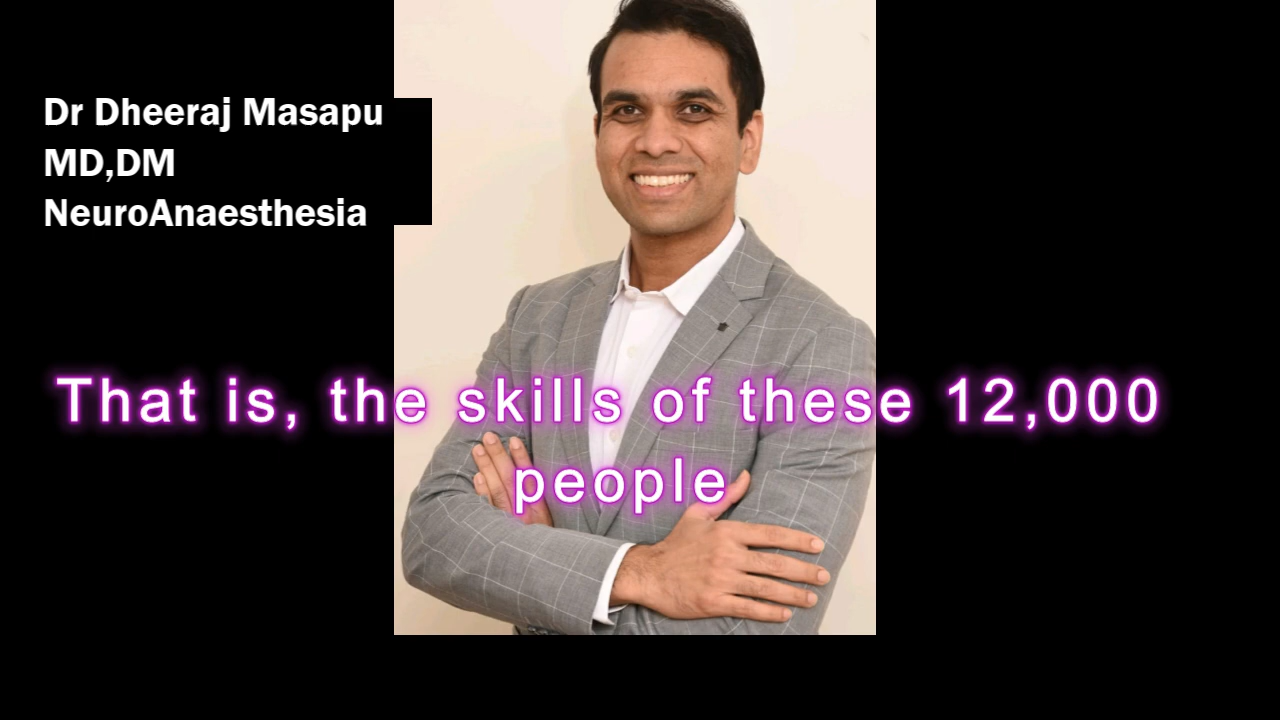 Dr Dheeraj Masapu
MD,DM
NeuroAnaesthesia
That is, the skills of these 12,000
people